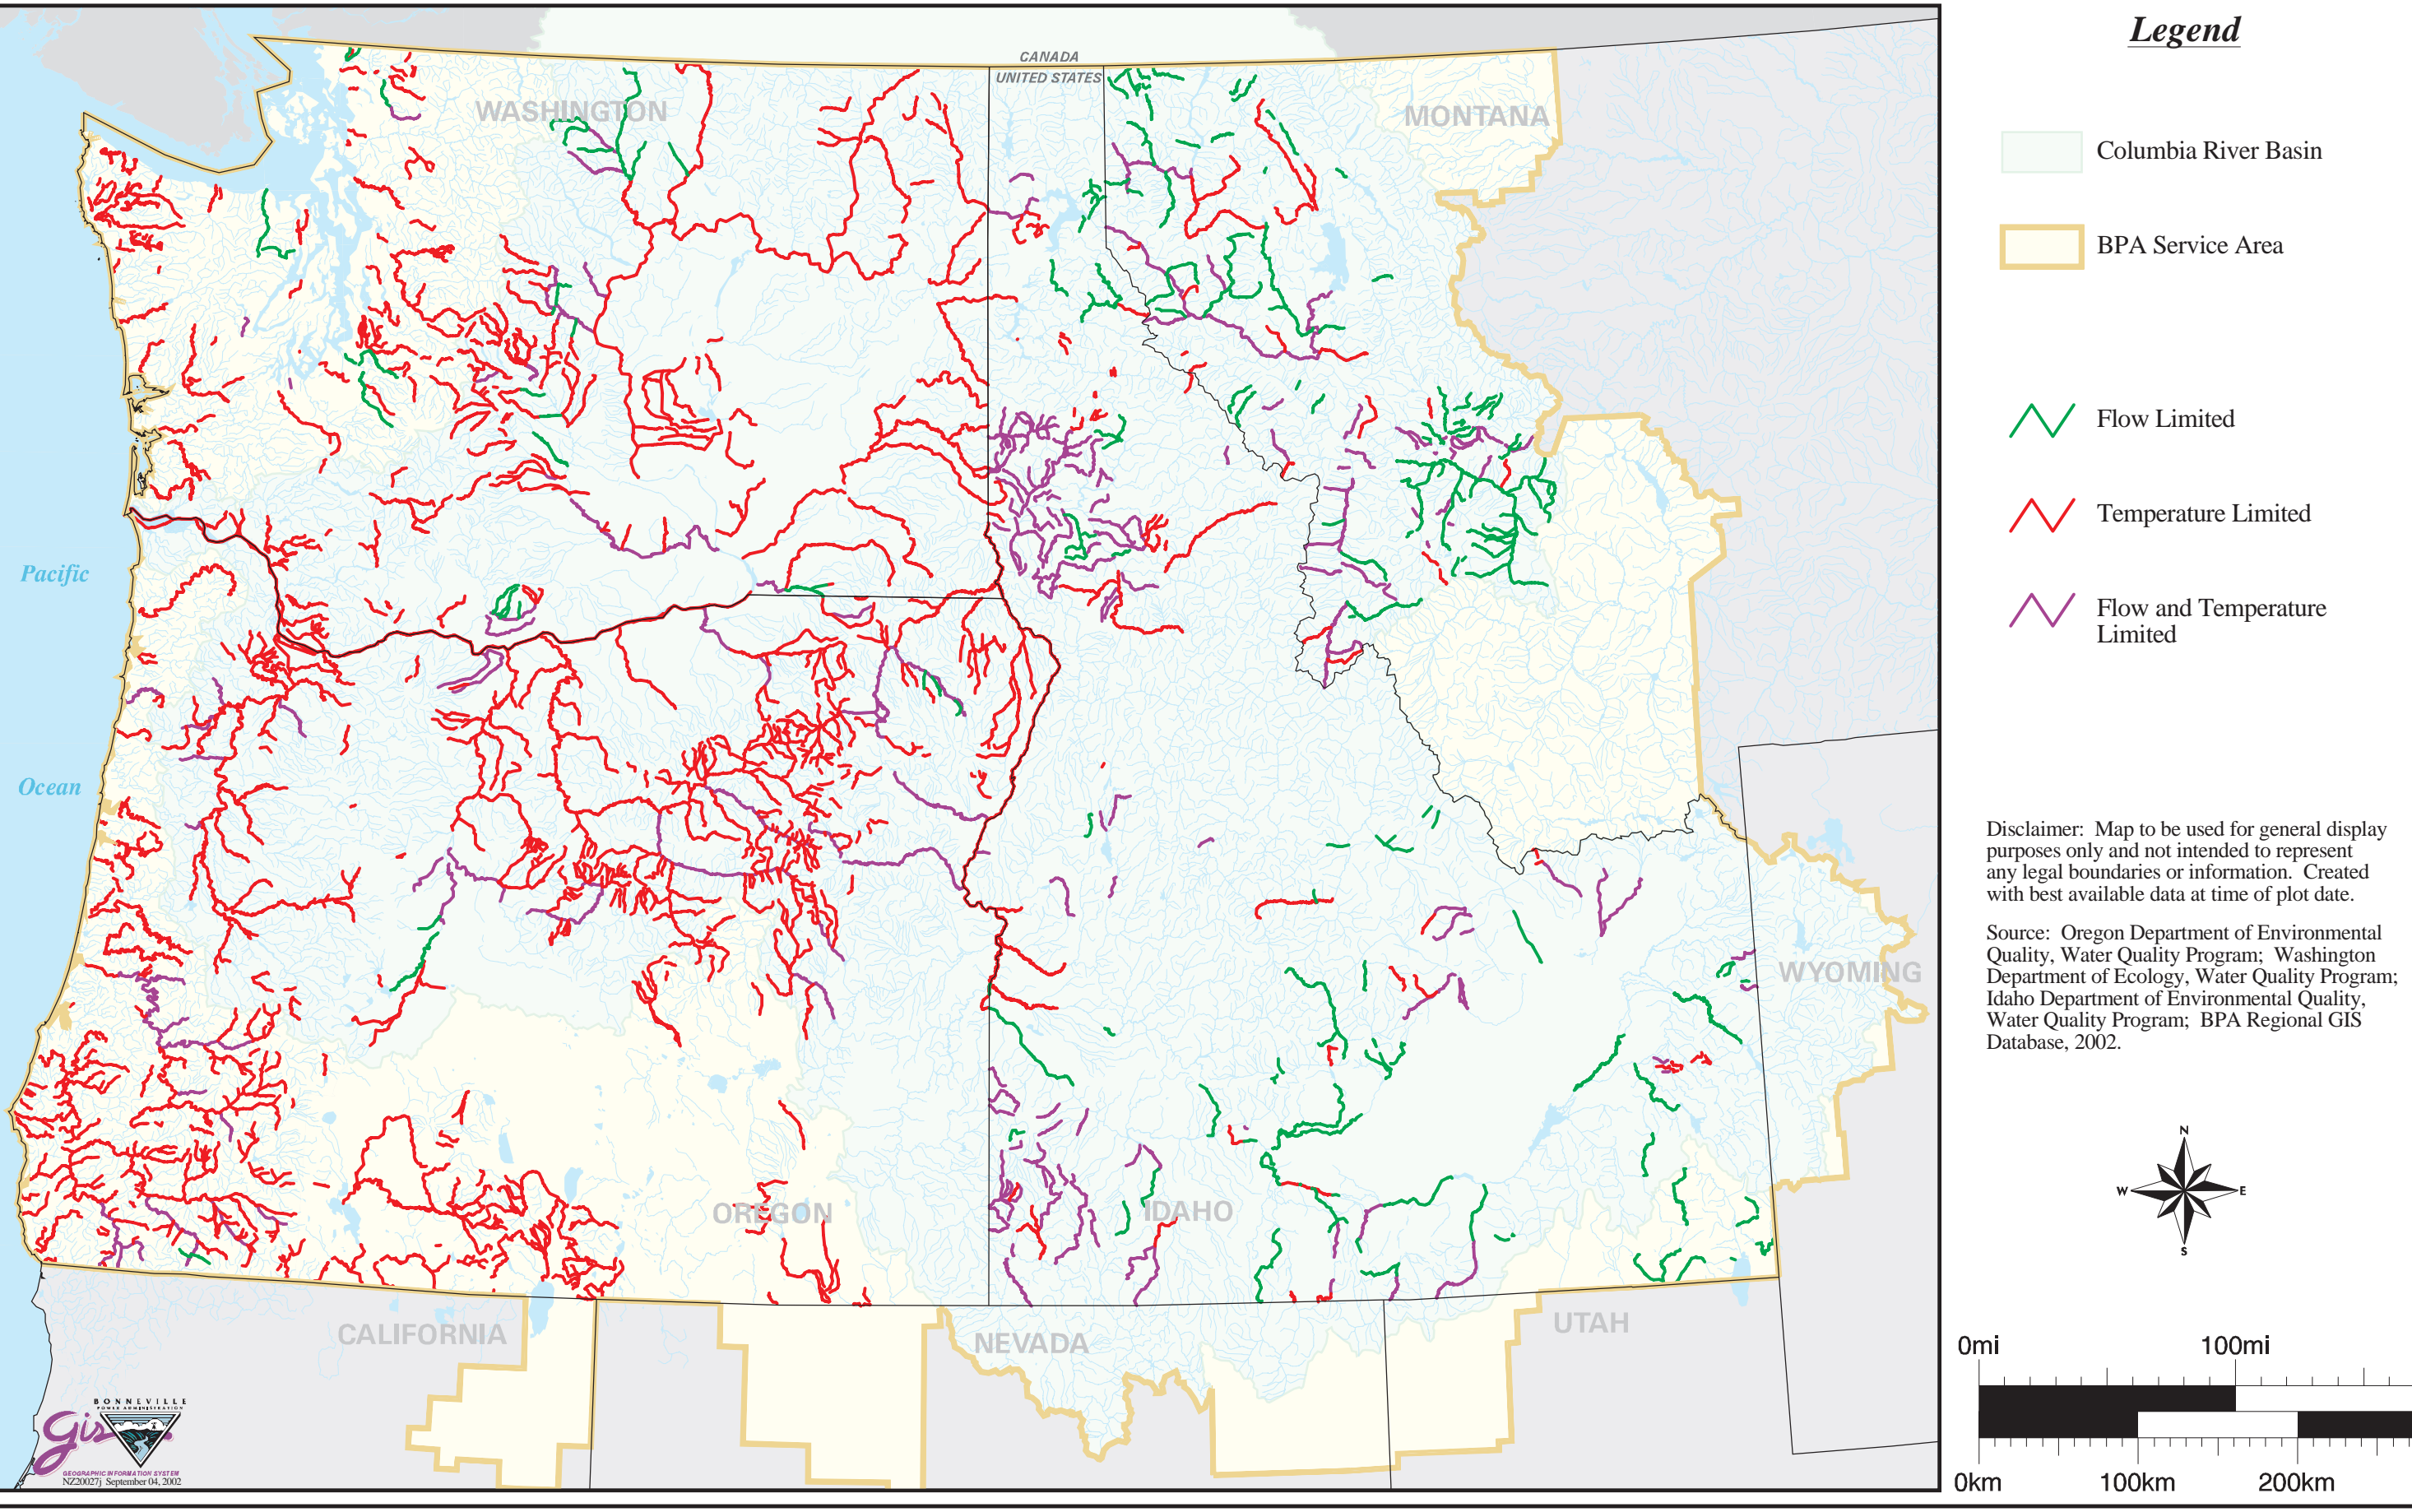 CANADA
UNITED STATES
WASHINGTON
MONTANA
Pacific
Ocean
WYOMING
OREGON
IDAHO
CALIFORNIA
NEVADA
UTAH
BONNEVILLE
POWER ADMINISTRATION
gis
GEOGRAPHIC INFORMATION SYSTEM
NZ20027j September 04, 2002
Legend
Columbia River Basin
BPA Service Area
Flow Limited
Temperature Limited
Flow and Temperature
Limited
Disclaimer: Map to be used for general display
purposes only and not intended to represent
any legal boundaries or information. Created
with best available data at time of plot date.
Source: Oregon Department of Environmental
Quality, Water Quality Program; Washington
Department of Ecology, Water Quality Program;
Idaho Department of Environmental Quality,
Water Quality Program; BPA Regional GIS
Database, 2002.
N
W E
S
0mi 100mi
0km 100km 200km